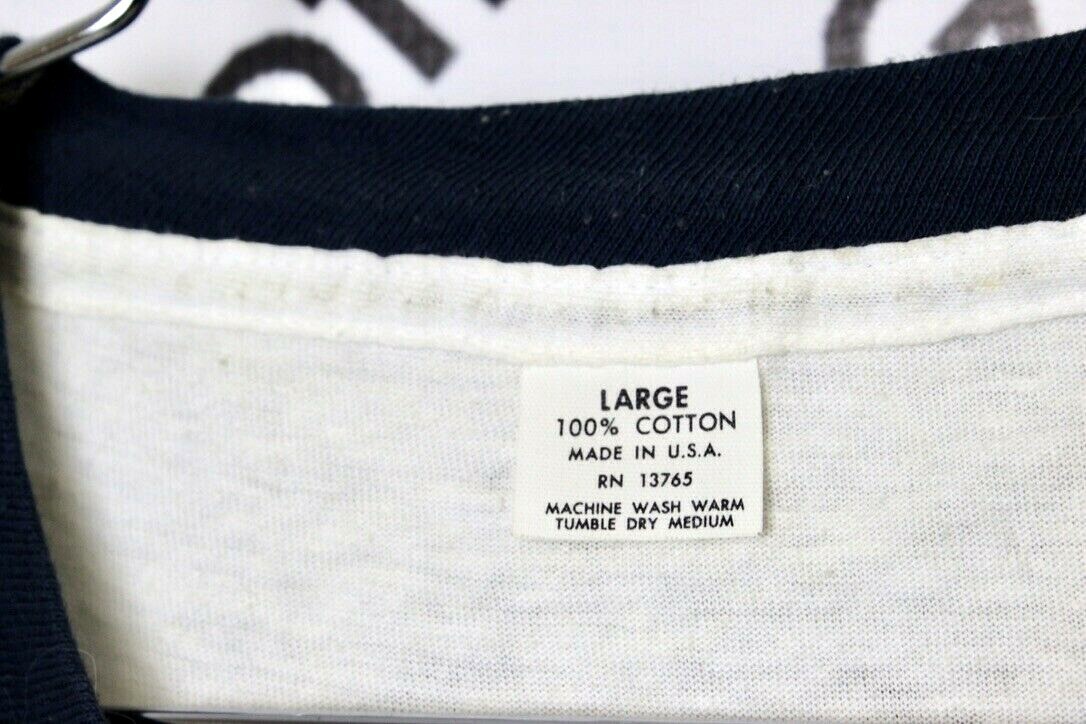 LARGE
100% COTTON
MADE IN U.S.A.
RN 13765
MACHINE WASH WARM
TUMBLE DRY MEDIUM